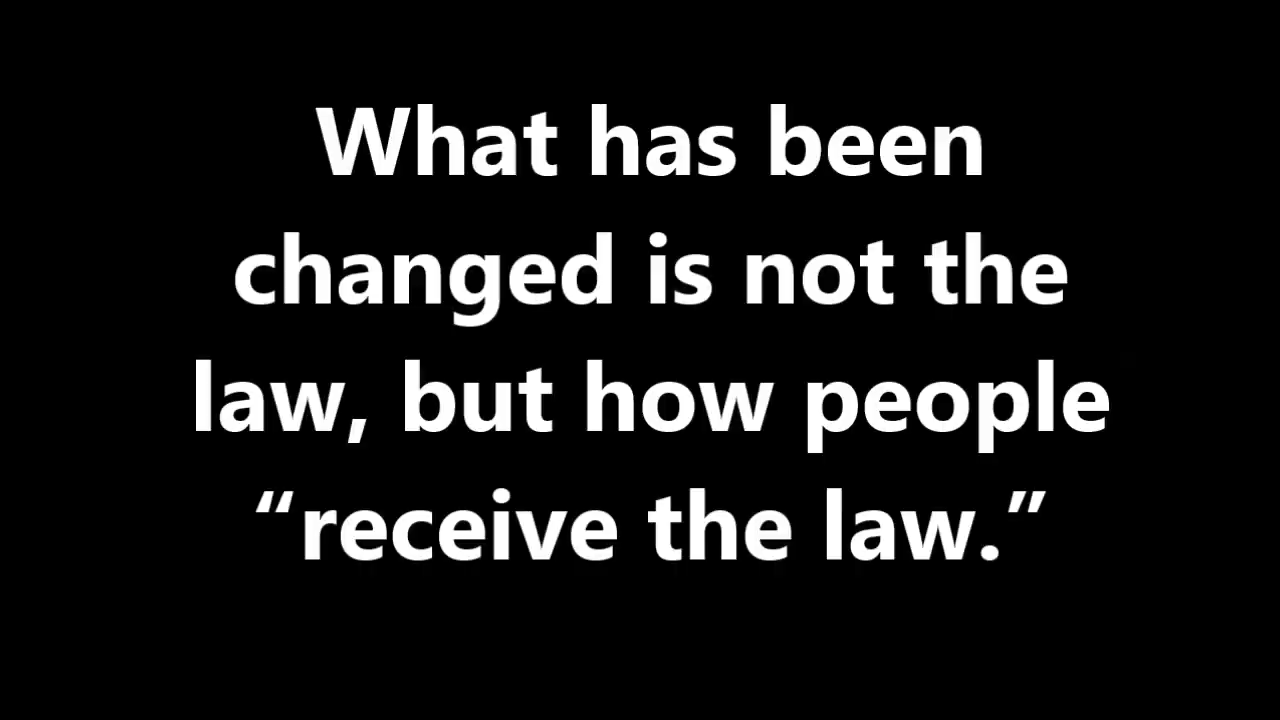 What has been
changed is not the
law, but how people
“receive the law.”